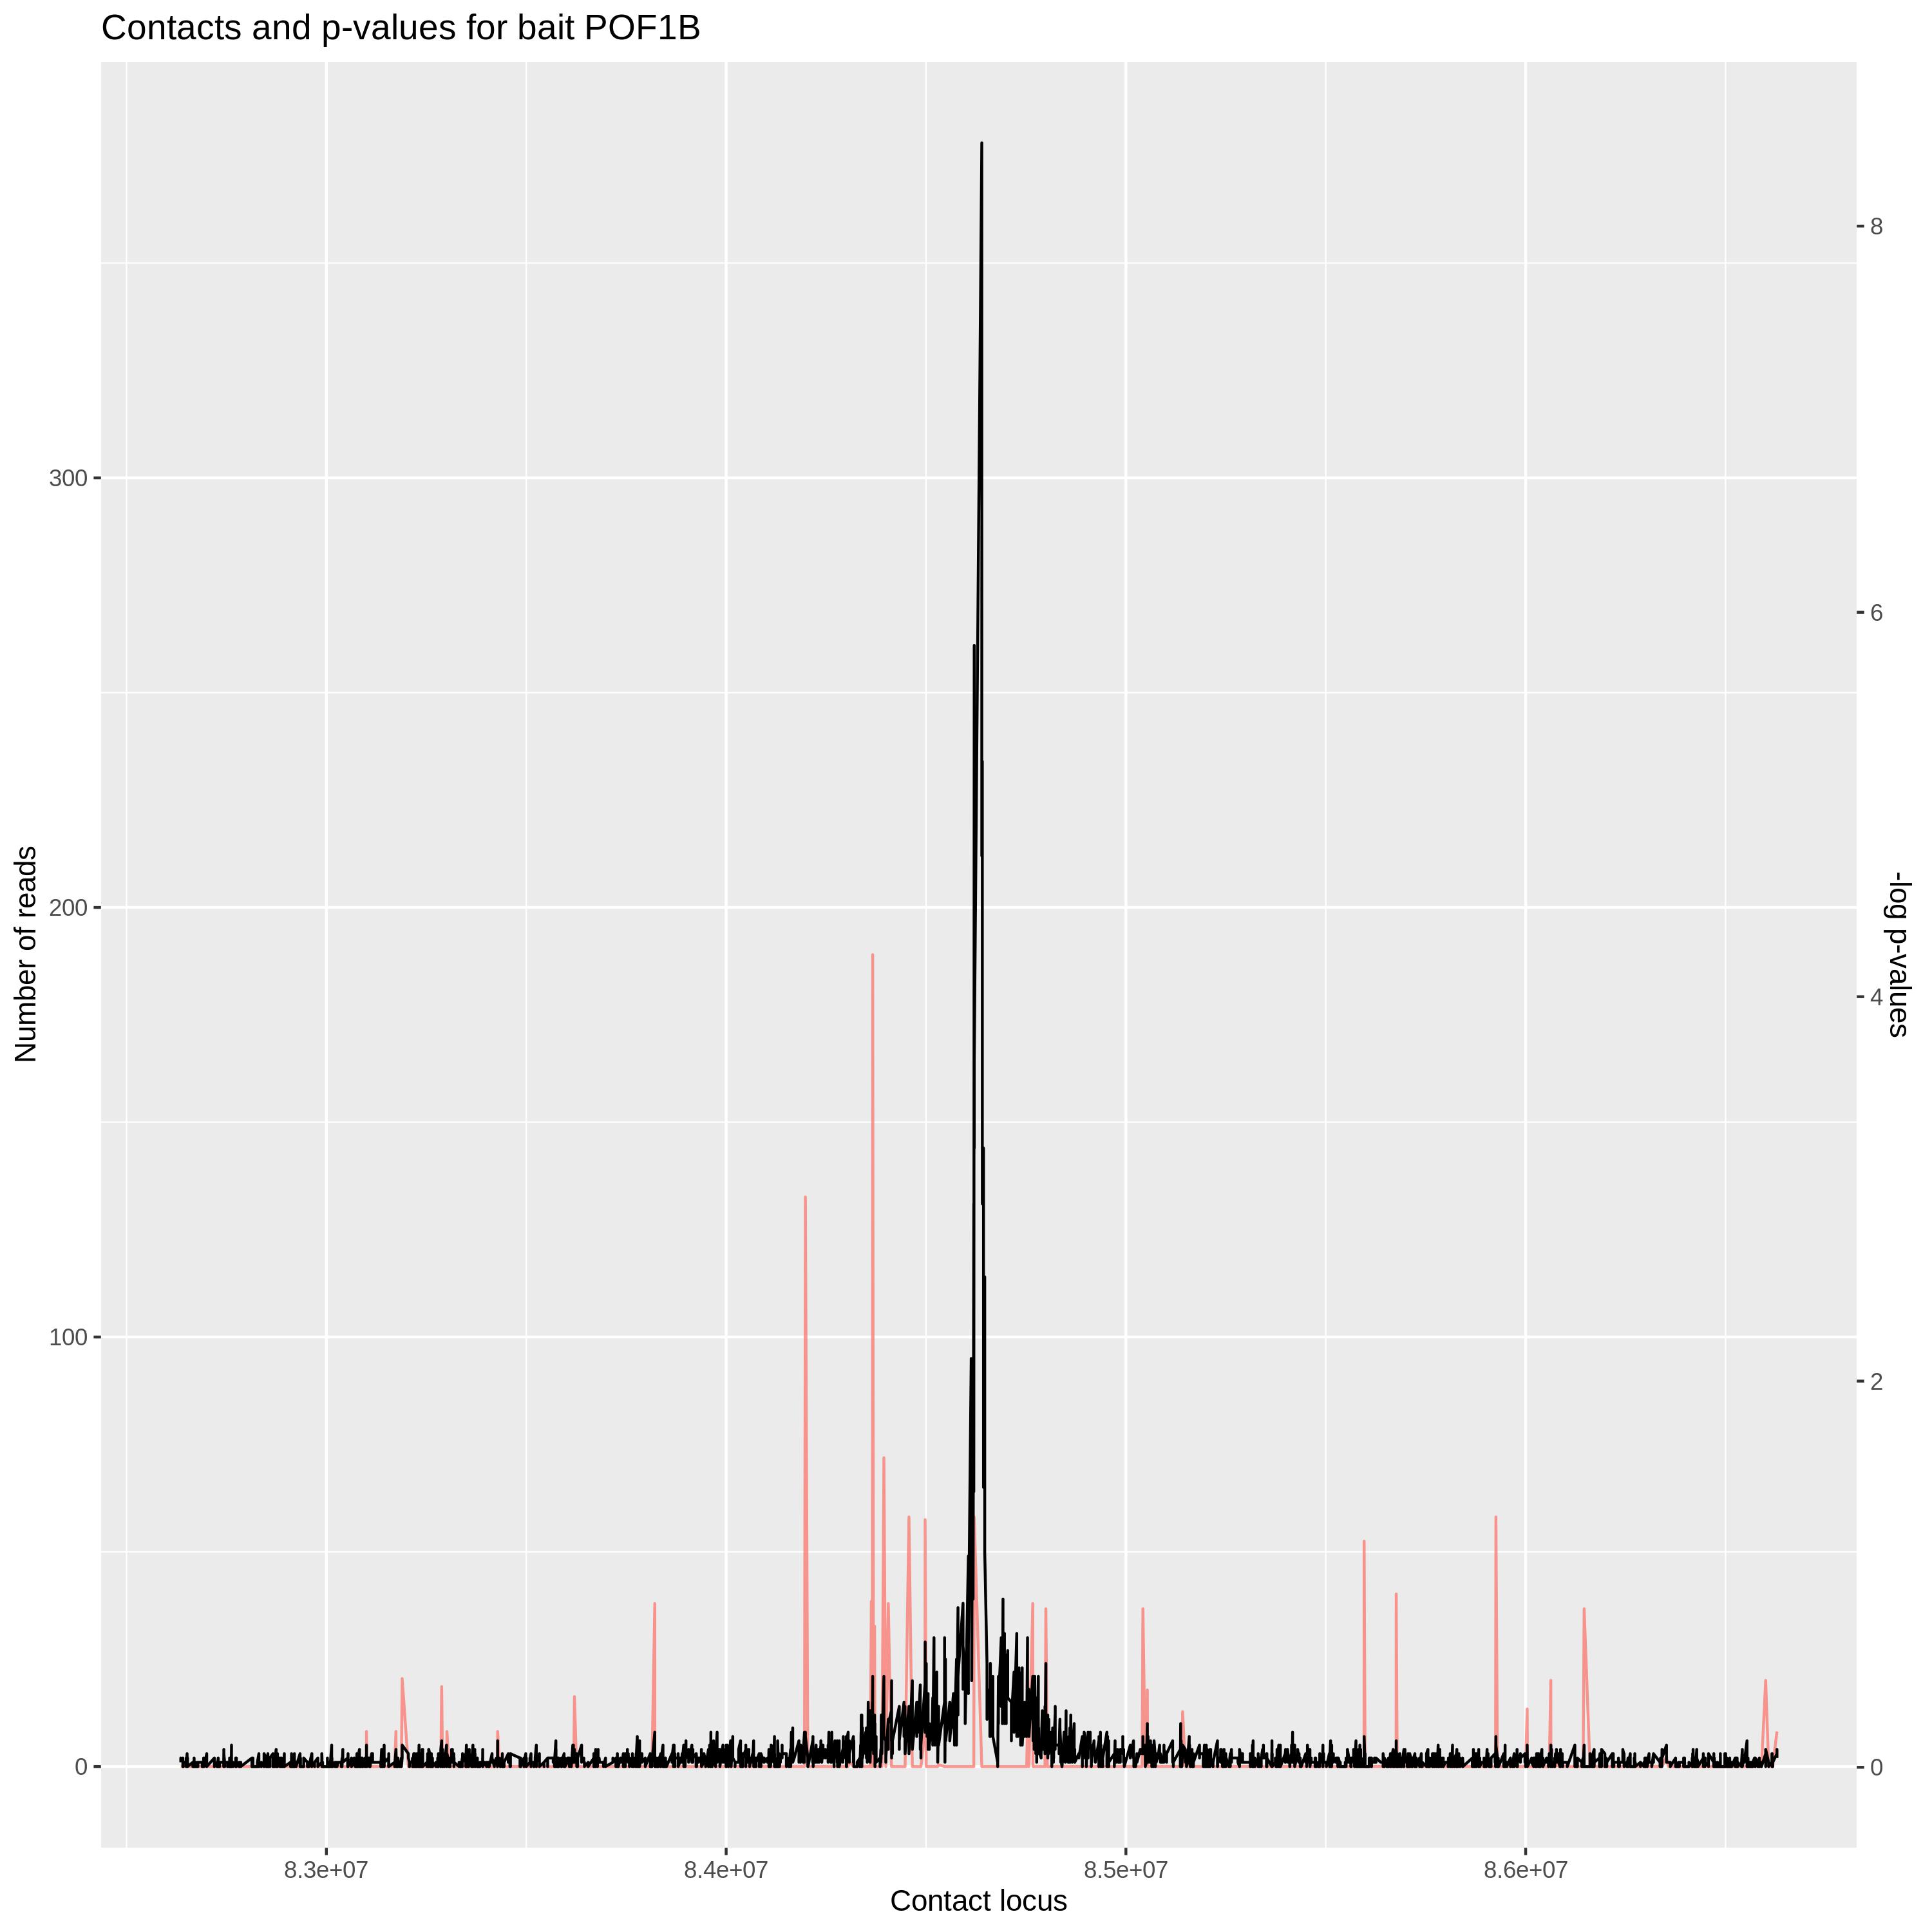 Contacts and p-values for bait POF1B
Number of reads
300
200
100
0
8
6
4
2
0
-log p-values
8.3e+07
8.4e+07
8.5e+07
8.6e+07
Contact locus